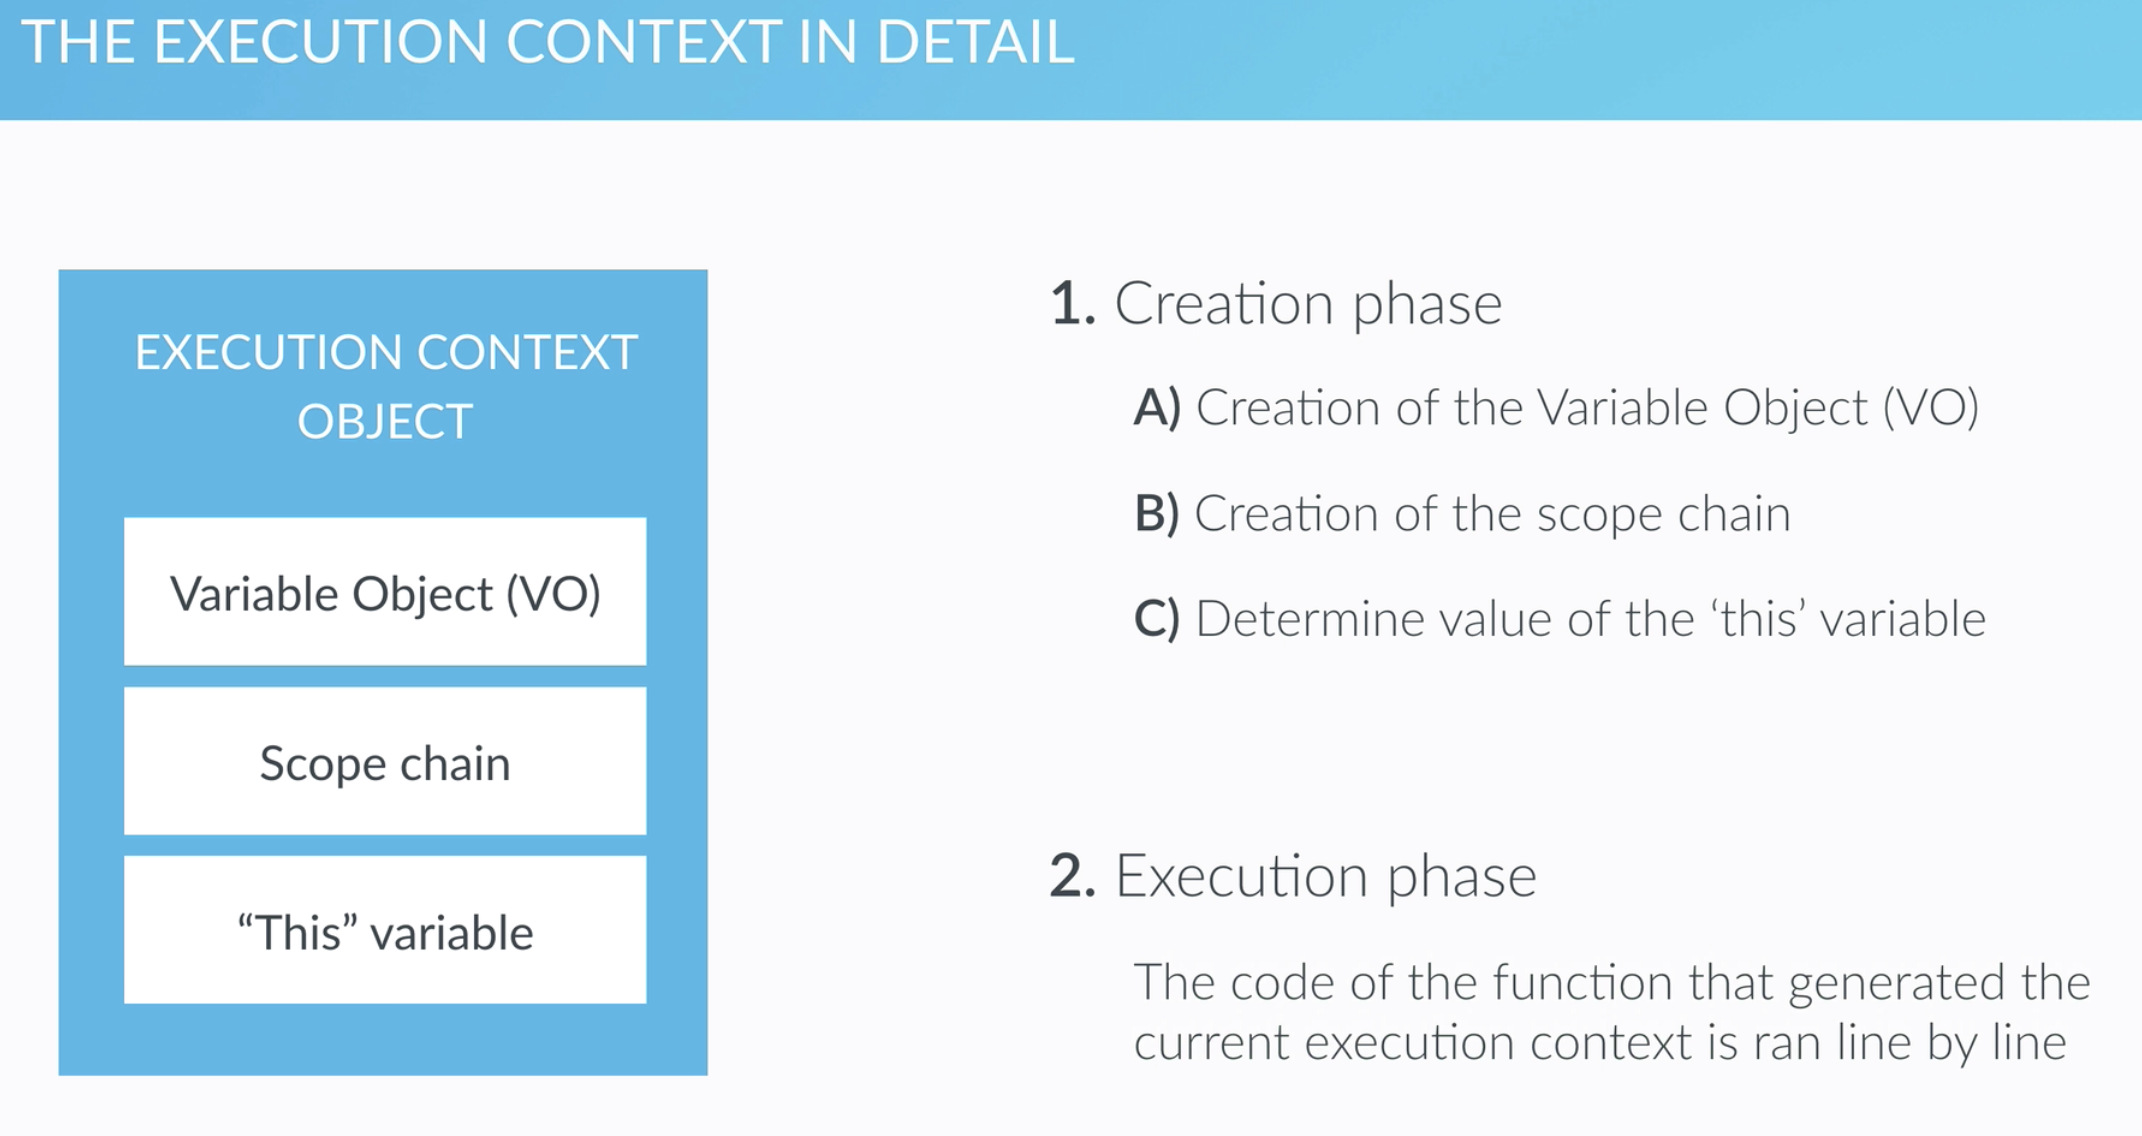 THE EXECUTION CONTEXT IN DETAIL
EXECUTION CONTEXT
OBJECT
Variable Object (VO)
Scope chain
“This” variable
1. Creation phase
A) Creation of the Variable Object (VO)
B) Creation of the scope chain
C) Determine value of the ‘this’ variable
2. Execution phase
The code of the function that generated the
current execution context is ran line by line